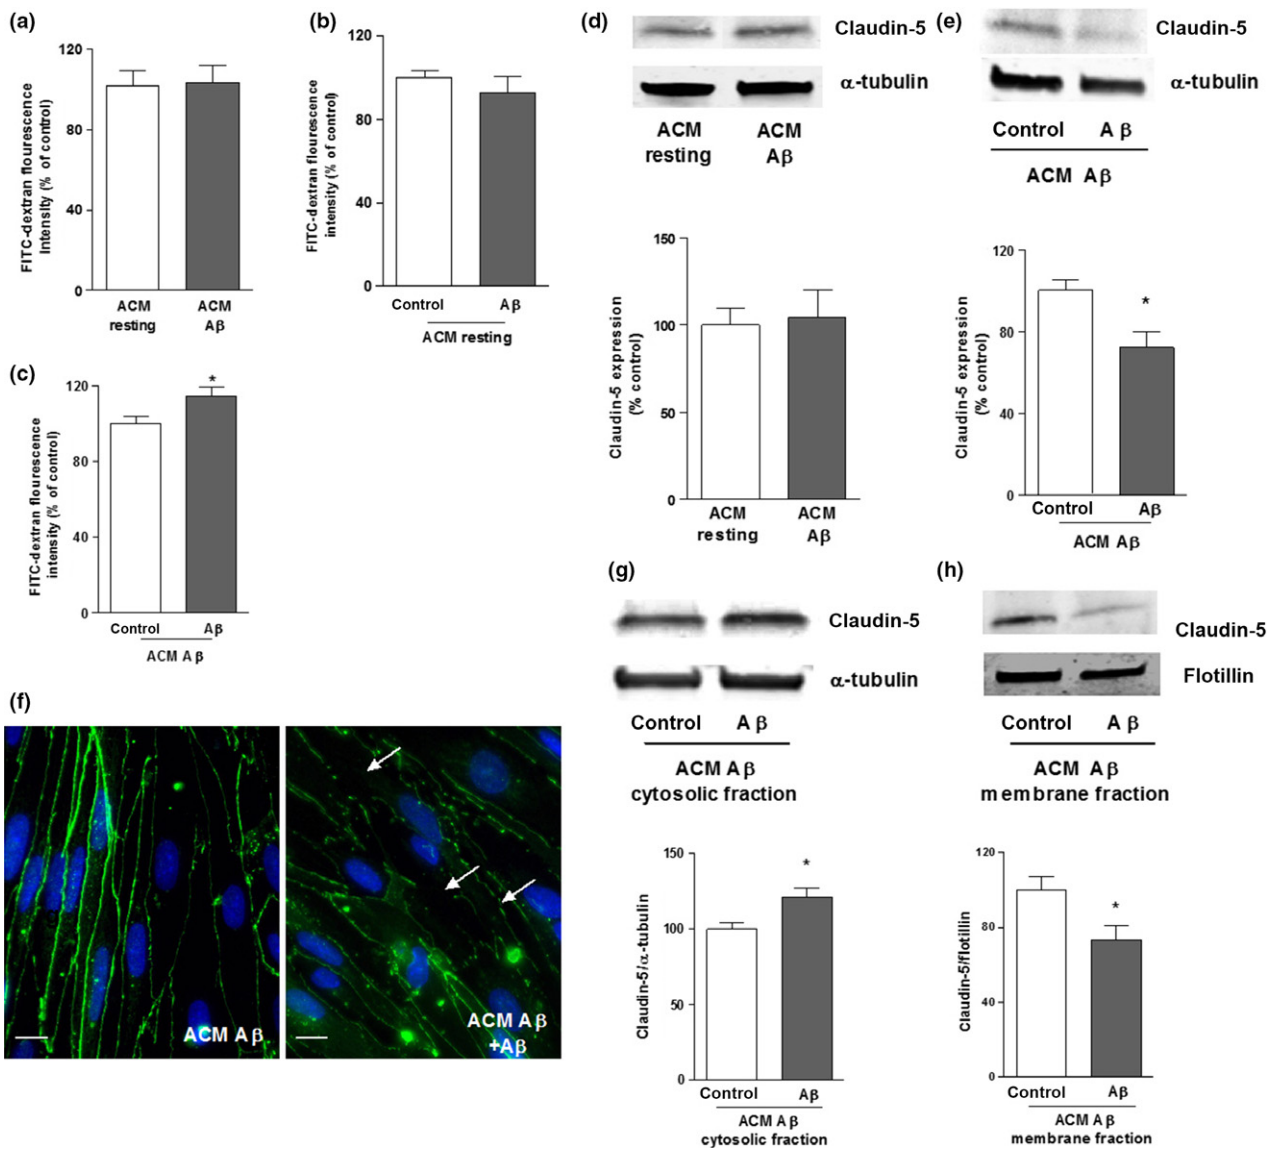 (a)
FITC-dextran flourescence
Intensity (% of control)
120
80
40
0
ACM
resting
ACM
Aβ
(b)
FITC-dextran flourescence
intensity (% of control)
120
80
40
0
Control
Aβ
ACM resting
(c)
FITC-dextran flourescence
intensity (% of control)
120
80
40
0
*
Control
Aβ
ACM Aβ
(d)
Claudin-5
α-tubulin
ACM
resting
ACM
Aβ
Claudin-5 expression
(% control)
150
100
50
0
ACM
resting
ACM
Aβ
(e)
Claudin-5
α-tubulin
Control
Aβ
ACM Aβ
Claudin-5 expression
(% control)
120
80
40
0
*
Control
Aβ
ACM Aβ
(f)
ACM Aβ
ACM Aβ
+Aβ
(g)
Claudin-5
α-tubulin
Control
Aβ
ACM Aβ
cytosolic fraction
Claudin-5/α-tubulin
150
100
50
0
*
Control
Aβ
ACM Aβ
cytosolic fraction
(h)
Claudin-5
Flotillin
Control
Aβ
ACM Aβ
membrane fraction
Claudin-5/flotillin
120
80
40
0
*
Control
Aβ
ACM Aβ
membrane fraction